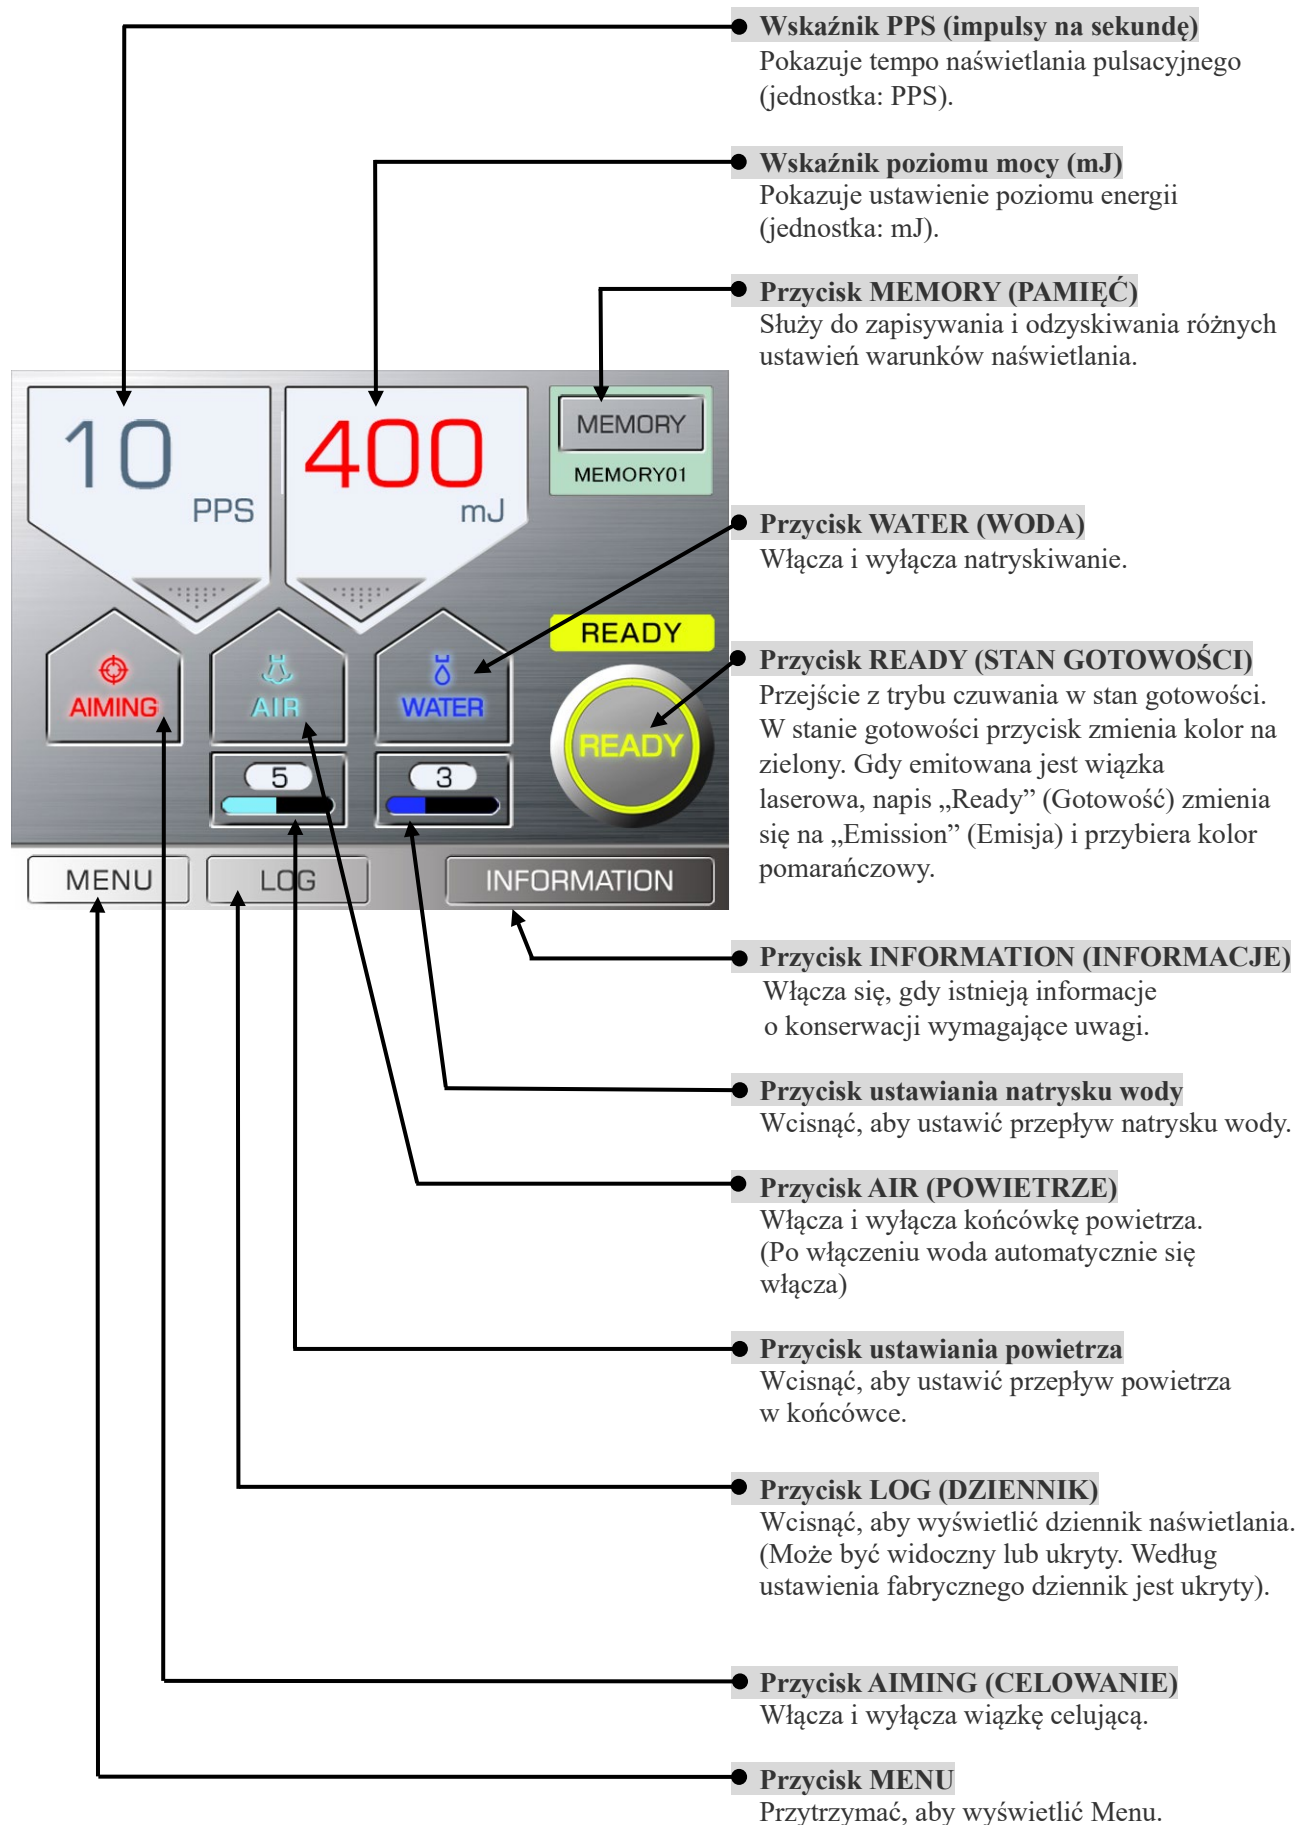 Wskaźnik PPS (impulsy na sekundę)
Pokazuje tempo naświetlania pulsacyjnego
(jednostka: PPS).
Wskaźnik poziomu mocy (mJ)
Pokazuje ustawienie poziomu energii
(jednostka: mJ).
Przycisk MEMORY (PAMIĘĆ)
Służy do zapisywania i odzyskiwania różnych
ustawień warunków naświetlania.
10
PPS
400
mJ
MEMORY
MEMORY01
Przycisk WATER (WODA)
Włącza i wyłącza natryskiwanie.
AIMING
AIR
WATER
READY
READY
5
3
MENU
LOG
INFORMATION
Przycisk READY (STAN GOTOWOŚCI)
Przejście z trybu czuwania w stan gotowości.
W stanie gotowości przycisk zmienia kolor na
zielony. Gdy emitowana jest wiązka
laserowa, napis „Ready” (Gotowość) zmienia
się na „Emission” (Emisja) i przybiera kolor
pomarańczowy.
Przycisk INFORMATION (INFORMACJE)
Włącza się, gdy istnieją informacje
o konserwacji wymagające uwagi.
Przycisk ustawiania natrysku wody
Wcisnąć, aby ustawić przepływ natrysku wody.
Przycisk AIR (POWIETRZE)
Włącza i wyłącza końcówkę powietrza.
(Po włączeniu woda automatycznie się
włącza)
Przycisk ustawiania powietrza
Wcisnąć, aby ustawić przepływ powietrza
w końcówce.
Przycisk LOG (DZIENNIK)
Wcisnąć, aby wyświetlić dziennik naświetlania.
(Może być widoczny lub ukryty. Według
ustawienia fabrycznego dziennik jest ukryty).
Przycisk AIMING (CELOWANIE)
Włącza i wyłącza wiązkę celującą.
Przycisk MENU
Przytrzymać, aby wyświetlić Menu.